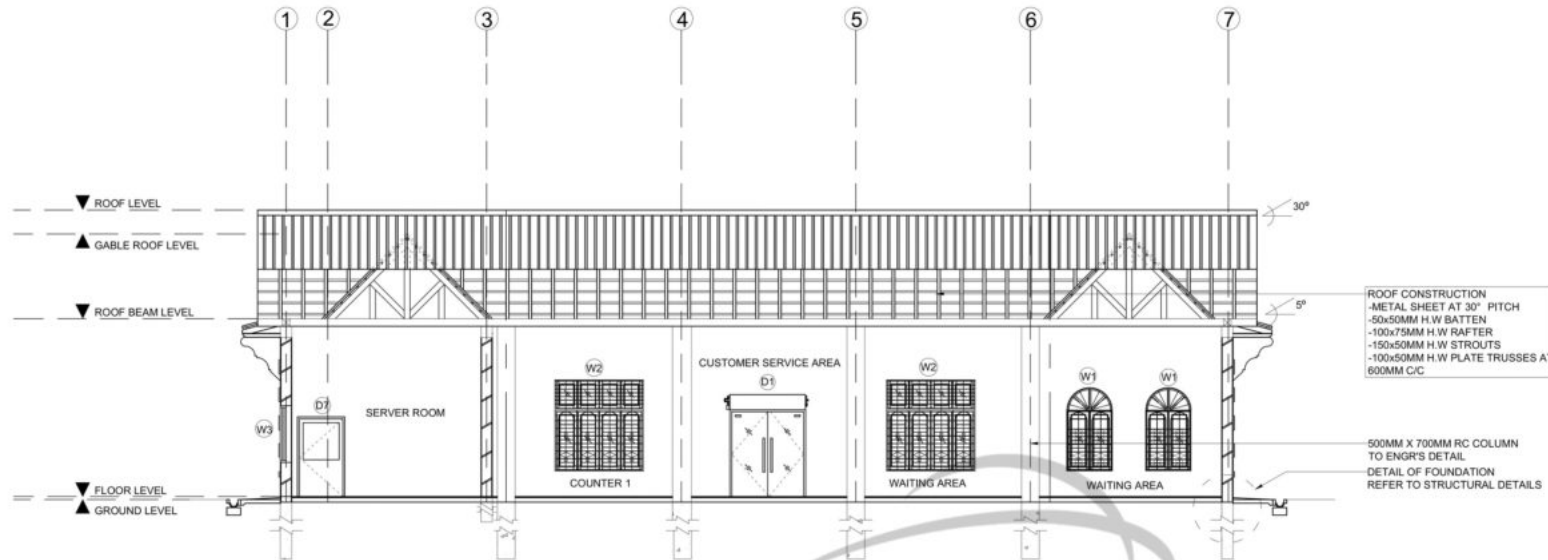 1 2 3 4 5 6 7
ROOF LEVEL
30°
GABLE ROOF LEVEL
ROOF CONSTRUCTION
-METAL SHEET AT 30° PITCH
-50x50MM H.W BATTEN
-100x75MM H.W RAFTER
-150x50MM H.W STROUTS
-100x50MM H.W PLATE TRUSSES AT
600MM C/C
ROOF BEAM LEVEL
5°
CUSTOMER SERVICE AREA
W2 D1 W2 W1 W1
D7
SERVER ROOM
W3
500MM X 700MM RC COLUMN
TO ENGR'S DETAIL
DETAIL OF FOUNDATION
REFER TO STRUCTURAL DETAILS
COUNTER 1
WAITING AREA
WAITING AREA
FLOOR LEVEL
GROUND LEVEL